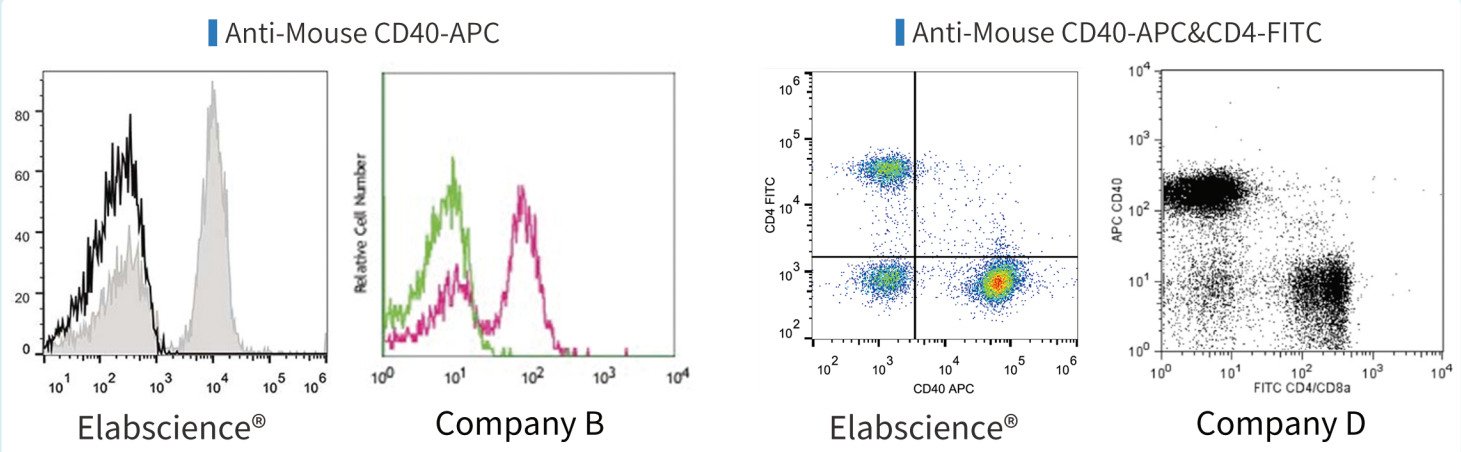 Anti-Mouse CD40-APC
Anti-Mouse CD40-APC&CD4-FITC
80
60
40
20
0
10¹ 10² 10³ 10⁴ 10⁵ 10⁶
Elabscience®
Relative Cell Number
10⁰ 10¹ 10² 10³ 10⁴
Company B
CD4 FITC
10⁶
10⁵
10⁴
10³
10²
10² 10³ 10⁴ 10⁵ 10⁶
CD40 APC
Elabscience®
APC CD40
10⁴
10³
10²
10¹
10⁰
10⁰ 10¹ 10² 10³ 10⁴
FITC CD4/CD8a
Company D